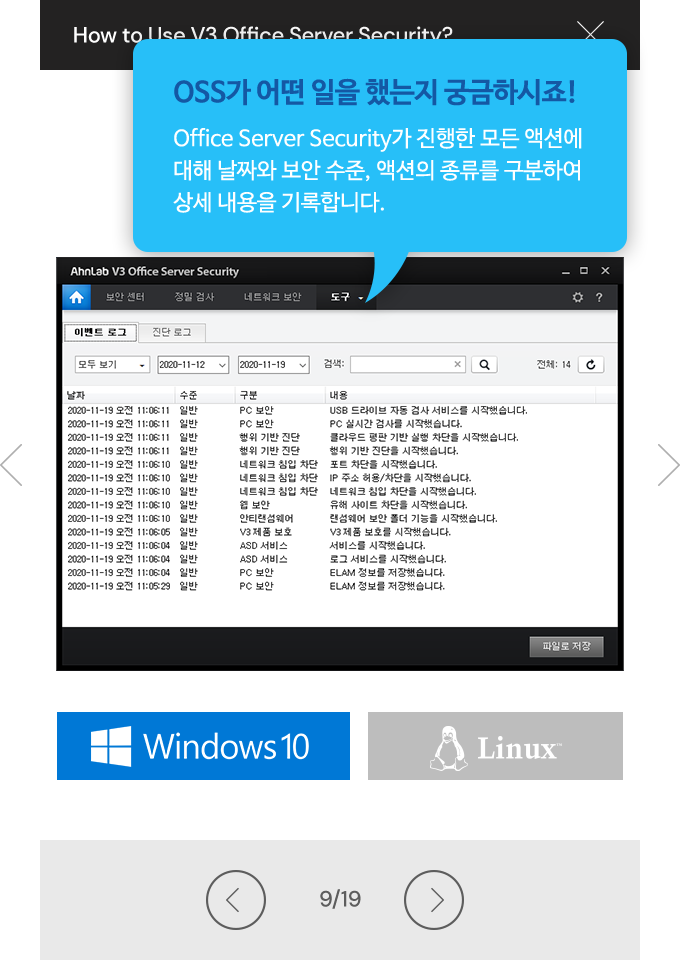 How to Use V3 Office Server Security?
OSS가 어떤 일을 했는지 궁금하시죠!
Office Server Security가 진행한 모든 액션에
대해 날짜와 보안 수준, 액션의 종류를 구분하여
상세 내용을 기록합니다.
AhnLab V3 Office Server Security
보안 센터 정밀 검사 네트워크 보안 도구 ?
이벤트 로그 진단 로그
모두 보기 2020-11-12 2020-11-19 검색: 전체: 14
날짜 수준 구분 내용
2020-11-19 오전 11:06:11 일반 PC 보안 USB 드라이브 자동 검사 서비스를 시작했습니다.
2020-11-19 오전 11:06:11 일반 PC 보안 PC 실시간 검사를 시작했습니다.
2020-11-19 오전 11:06:11 일반 행위 기반 진단 클라우드 평판 기반 실행 차단을 시작했습니다.
2020-11-19 오전 11:06:11 일반 행위 기반 진단 행위 기반 진단을 시작했습니다.
2020-11-19 오전 11:06:10 일반 네트워크 침입 차단 포트 차단을 시작했습니다.
2020-11-19 오전 11:06:10 일반 네트워크 침입 차단 IP 주소 허용/차단을 시작했습니다.
2020-11-19 오전 11:06:10 일반 네트워크 침입 차단 네트워크 침입 차단을 시작했습니다.
2020-11-19 오전 11:06:10 일반 웹 보안 유해 사이트 차단을 시작했습니다.
2020-11-19 오전 11:06:10 일반 안티랜섬웨어 랜섬웨어 보안 폴더 기능을 시작했습니다.
2020-11-19 오전 11:06:05 일반 V3 제품 보호 V3 제품 보호를 시작했습니다.
2020-11-19 오전 11:06:04 일반 ASD 서비스 서비스를 시작했습니다.
2020-11-19 오전 11:06:04 일반 ASD 서비스 로그 서비스를 시작했습니다.
2020-11-19 오전 11:06:04 일반 PC 보안 ELAM 정보를 저장했습니다.
2020-11-19 오전 11:05:29 일반 PC 보안 ELAM 정보를 저장했습니다.
파일로 저장
Windows 10 Linux™
9/19